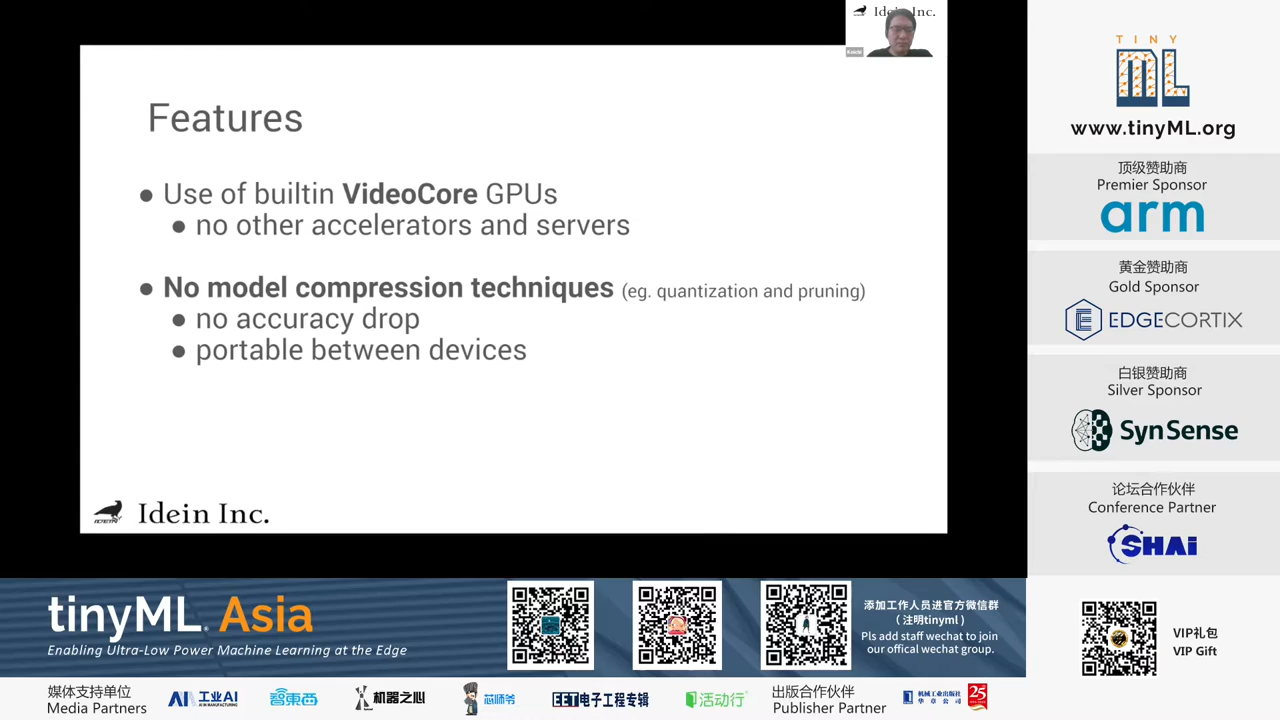 Idein Inc.
Features
● Use of builtin VideoCore GPUs
● no other accelerators and servers
● No model compression techniques (eg. quantization and pruning)
● no accuracy drop
● portable between devices
Idein Inc.
TINY
ML
www.tinyML.org
顶级赞助商
Premier Sponsor
arm
黄金赞助商
Gold Sponsor
EDGECORTIX
白银赞助商
Silver Sponsor
SynSense
论坛合作伙伴
Conference Partner
SHAi
VIP礼包
VIP Gift
tinyML Asia
Enabling Ultra-Low Power Machine Learning at the Edge
添加工作人员进官方微信群
（注明tinyml）
Pls add staff wechat to join
our offical wechat group.
媒体支持单位
Media Partners
AI 工业AI
AI IN MANUFACTURING
智東西
机器之心
芯师爷
EET电子工程专辑
活动行
出版合作伙伴
Publisher Partner
机械工业出版社
华章公司
25